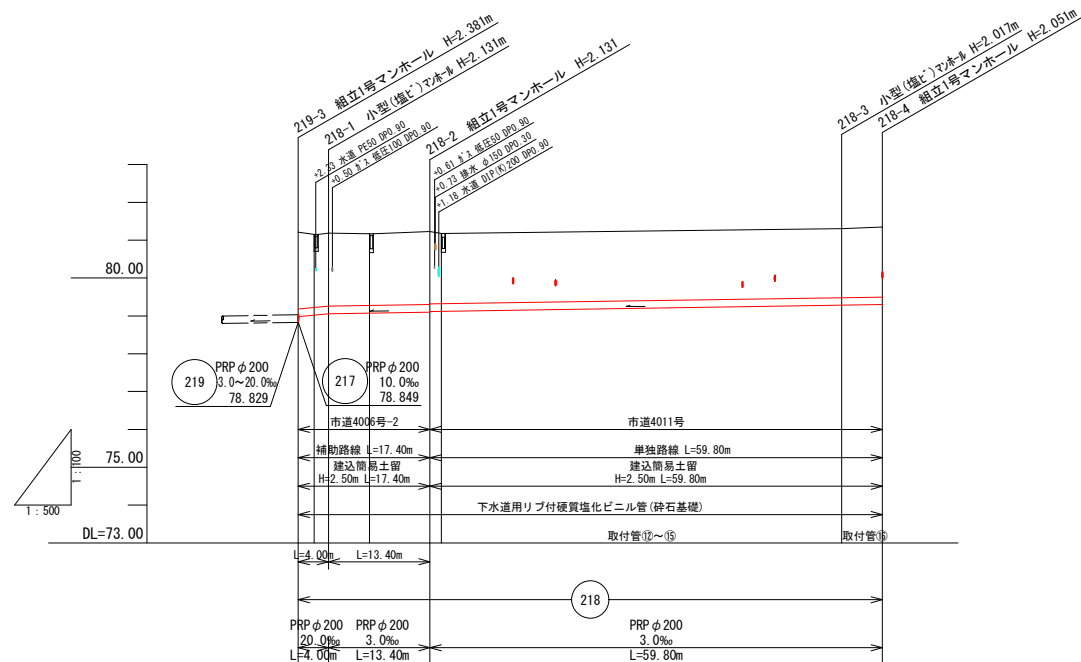 219-3 組立1号マンホール H=2.381m
218-1 小型(塩ビ)マンホール H=2.131m
218-2 組立1号マンホール H=2.131
218-3 小型(塩ビ)マンホール H=2.017m
218-4 組立1号マンホール H=2.051m
+2.33 水道 PE50 DP0.90
+0.50 ガス 低圧100 DP0.90
+0.61 ガス 低圧50 DP0.90
+0.73 排水 φ150 DP0.30
+1.18 水道 DIP(K)200 DP0.90
80.00
219
PRPφ200
3.0~20.0‰
78.829
217
PRPφ200
10.0‰
78.849
市道4006号-2
市道4011号
補助路線 L=17.40m
単独路線 L=59.80m
建込簡易土留
H=2.50m L=17.40m
建込簡易土留
H=2.50m L=59.80m
75.00
1:100
1:500
下水道用リブ付硬質塩化ビニル管(砕石基礎)
DL=73.00
取付管⑫~⑮
取付管⑯
L=4.00m
L=13.40m
218
PRPφ200
20.0‰
L=4.00m
PRPφ200
3.0‰
L=13.40m
PRPφ200
3.0‰
L=59.80m